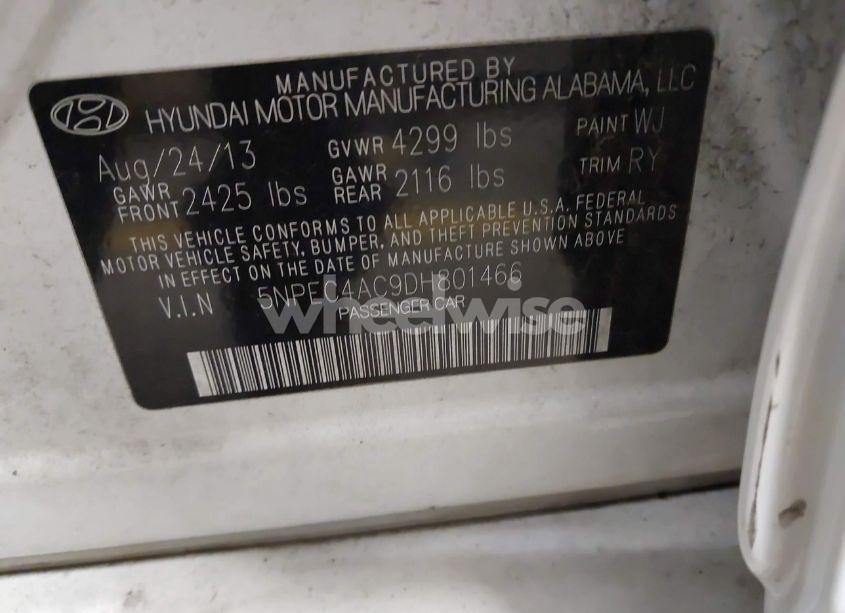 MANUFACTURED BY
HYUNDAI MOTOR MANUFACTURING ALABAMA, LLC
Aug/24/13 GVWR 4299 lbs PAINT WJ
GAWR FRONT 2425 lbs GAWR REAR 2116 lbs TRIM RY
THIS VEHICLE CONFORMS TO ALL APPLICABLE U.S.A. FEDERAL
MOTOR VEHICLE SAFETY, BUMPER, AND THEFT PREVENTION STANDARDS
IN EFFECT ON THE DATE OF MANUFACTURE SHOWN ABOVE
V.I.N 5NPEC4AC9DH801466
PASSENGER CAR
wheelwise